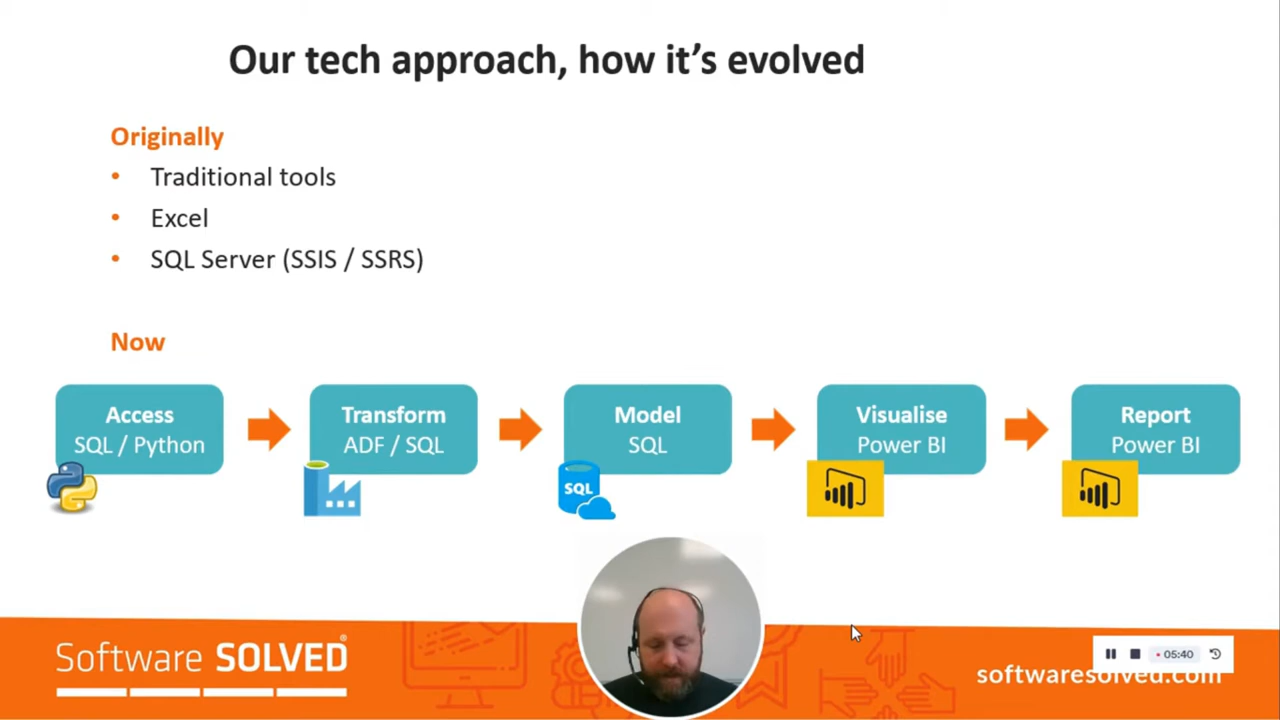 Our tech approach, how it's evolved
Originally
• Traditional tools
• Excel
• SQL Server (SSIS / SSRS)
Now
Access
SQL / Python
Transform
ADF / SQL
Model
SQL
Visualise
Power BI
Report
Power BI
SQL
Software SOLVED®
05:40
softwaresolved.com